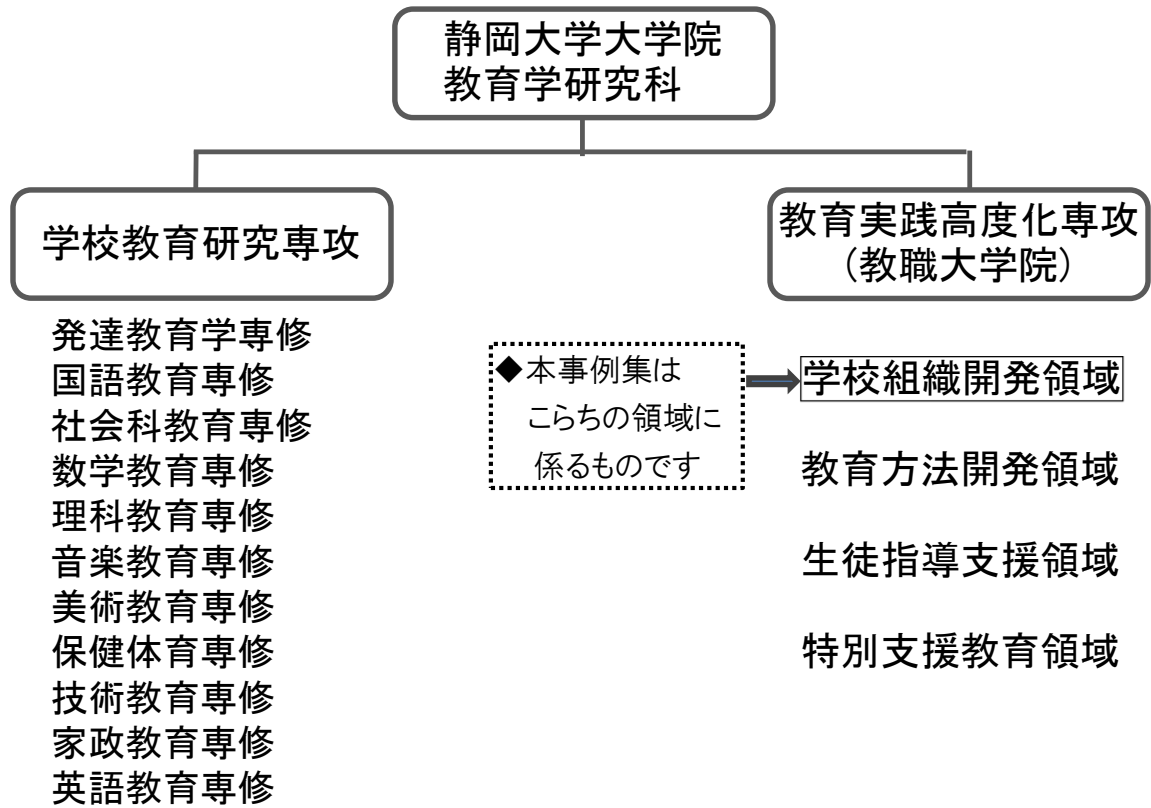 静岡大学大学院
教育学研究科
学校教育研究専攻
発達教育学専修
国語教育専修
社会科教育専修
数学教育専修
理科教育専修
音楽教育専修
美術教育専修
保健体育専修
技術教育専修
家政教育専修
英語教育専修
教育実践高度化専攻
（教職大学院）
◆本事例集は
こらちの領域に
係るものです
学校組織開発領域
教育方法開発領域
生徒指導支援領域
特別支援教育領域